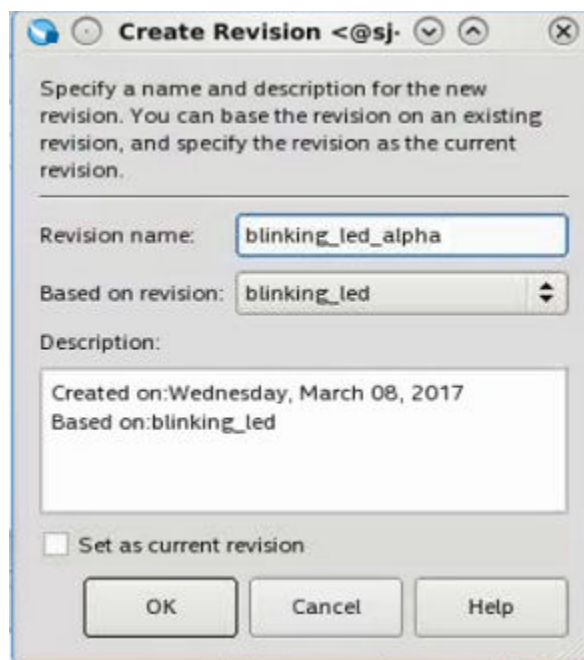 Create Revision <@sj-
Specify a name and description for the new
revision. You can base the revision on an existing
revision, and specify the revision as the current
revision.
Revision name: blinking_led_alpha
Based on revision: blinking_led
Description:
Created on:Wednesday, March 08, 2017
Based on:blinking_led
Set as current revision
OK Cancel Help